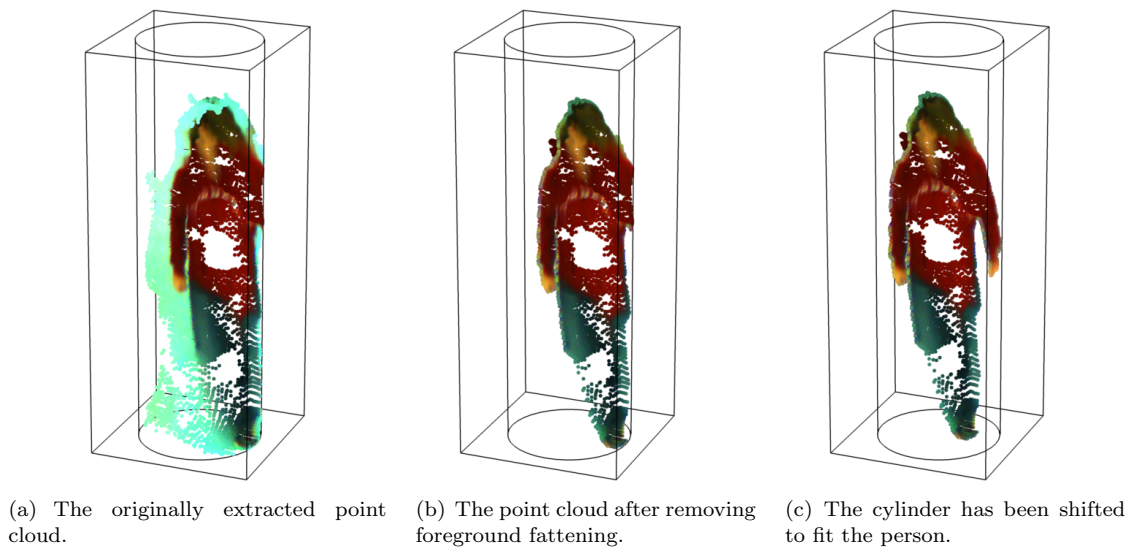 (a) The originally extracted point
cloud.
(b) The point cloud after removing
foreground fattening.
(c) The cylinder has been shifted
to fit the person.